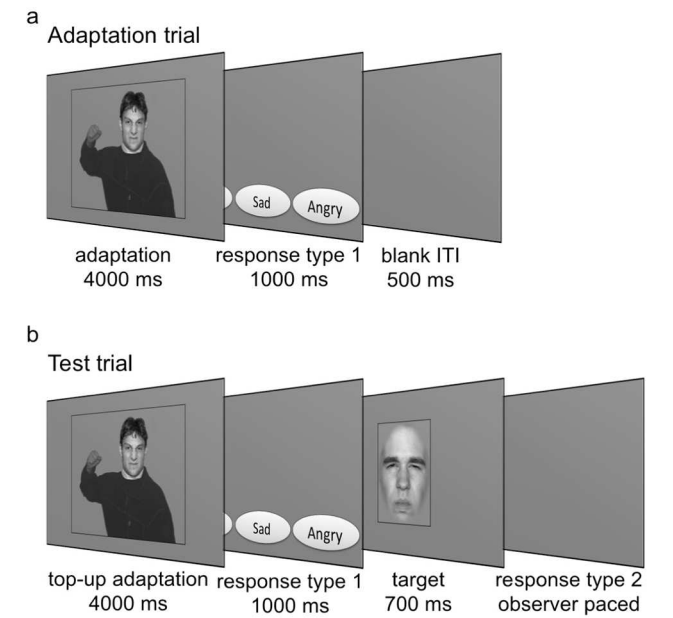 a
Adaptation trial
Sad
Angry
adaptation
4000 ms
response type 1
1000 ms
blank ITI
500 ms
b
Test trial
Sad
Angry
top-up adaptation
4000 ms
response type 1
1000 ms
target
700 ms
response type 2
observer paced